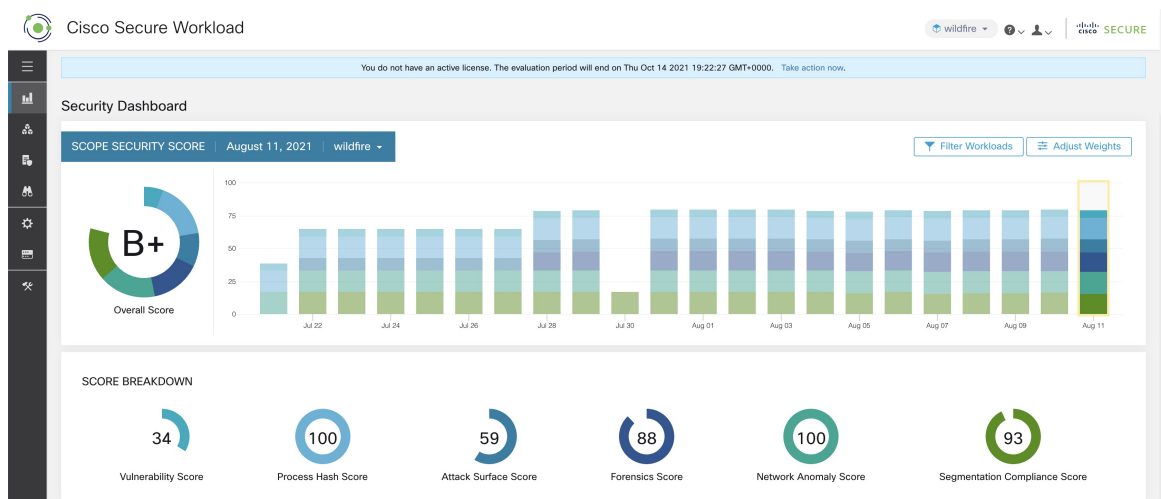 Cisco Secure Workload
wildfire
CISCO SECURE
You do not have an active license. The evaluation period will end on Thu Oct 14 2021 19:22:27 GMT+0000. Take action now.
Security Dashboard
SCOPE SECURITY SCORE August 11, 2021 wildfire
Filter Workloads Adjust Weights
B+
Overall Score
100
75
50
25
0
Jul 22 Jul 24 Jul 26 Jul 28 Jul 30 Aug 01 Aug 03 Aug 05 Aug 07 Aug 09 Aug 11
SCORE BREAKDOWN
34 100 59 88 100 93
Vulnerability Score Process Hash Score Attack Surface Score Forensics Score Network Anomaly Score Segmentation Compliance Score